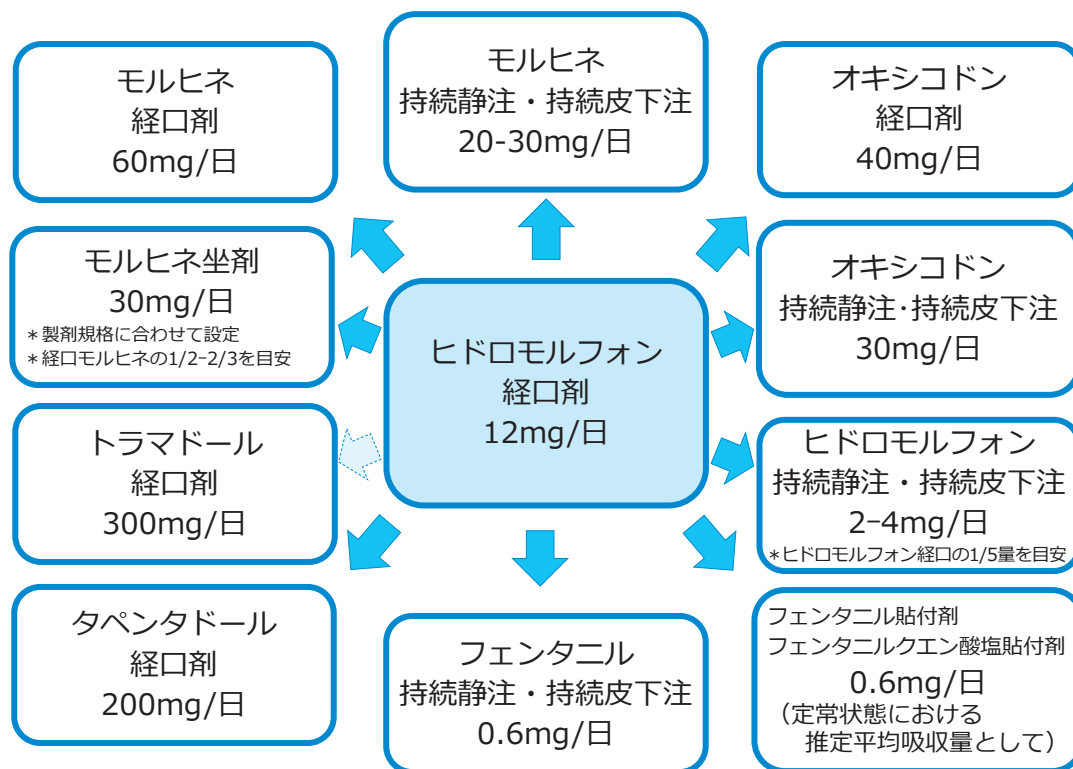 モルヒネ
経口剤
60mg/日
モルヒネ
持続静注・持続皮下注
20-30mg/日
オキシコドン
経口剤
40mg/日
モルヒネ坐剤
30mg/日
＊製剤規格に合わせて設定
＊経口モルヒネの1/2−2/3を目安
ヒドロモルフォン
経口剤
12mg/日
オキシコドン
持続静注･持続皮下注
30mg/日
トラマドール
経口剤
300mg/日
ヒドロモルフォン
持続静注・持続皮下注
2−4mg/日
＊ヒドロモルフォン経口の1/5量を目安
タペンタドール
経口剤
200mg/日
フェンタニル
持続静注・持続皮下注
0.6mg/日
フェンタニル貼付剤
フェンタニルクエン酸塩貼付剤
0.6mg/日
（定常状態における
推定平均吸収量として）